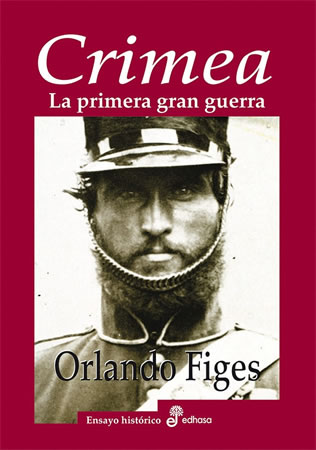 Crimea
La primera gran guerra
Orlando Figes
Ensayo histórico edhasa